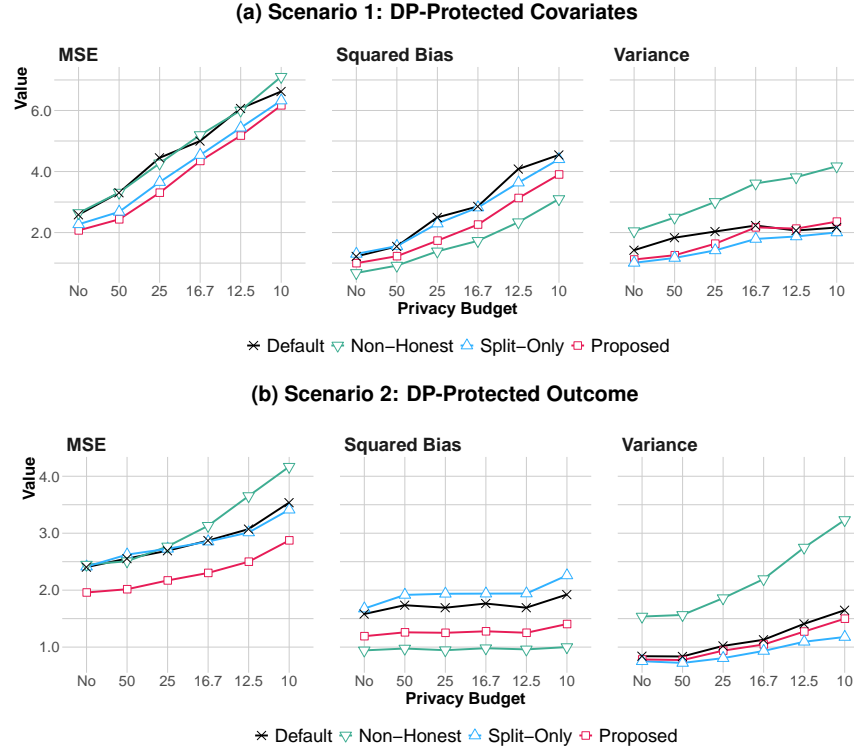 (a) Scenario 1: DP-Protected Covariates
MSE Squared Bias Variance
Value
6.0
4.0
2.0
No 50 25 16.7 12.5 10 No 50 25 16.7 12.5 10 No 50 25 16.7 12.5 10
Privacy Budget
Default Non-Honest Split-Only Proposed
(b) Scenario 2: DP-Protected Outcome
MSE Squared Bias Variance
Value
4.0
3.0
2.0
1.0
No 50 25 16.7 12.5 10 No 50 25 16.7 12.5 10 No 50 25 16.7 12.5 10
Privacy Budget
Default Non-Honest Split-Only Proposed